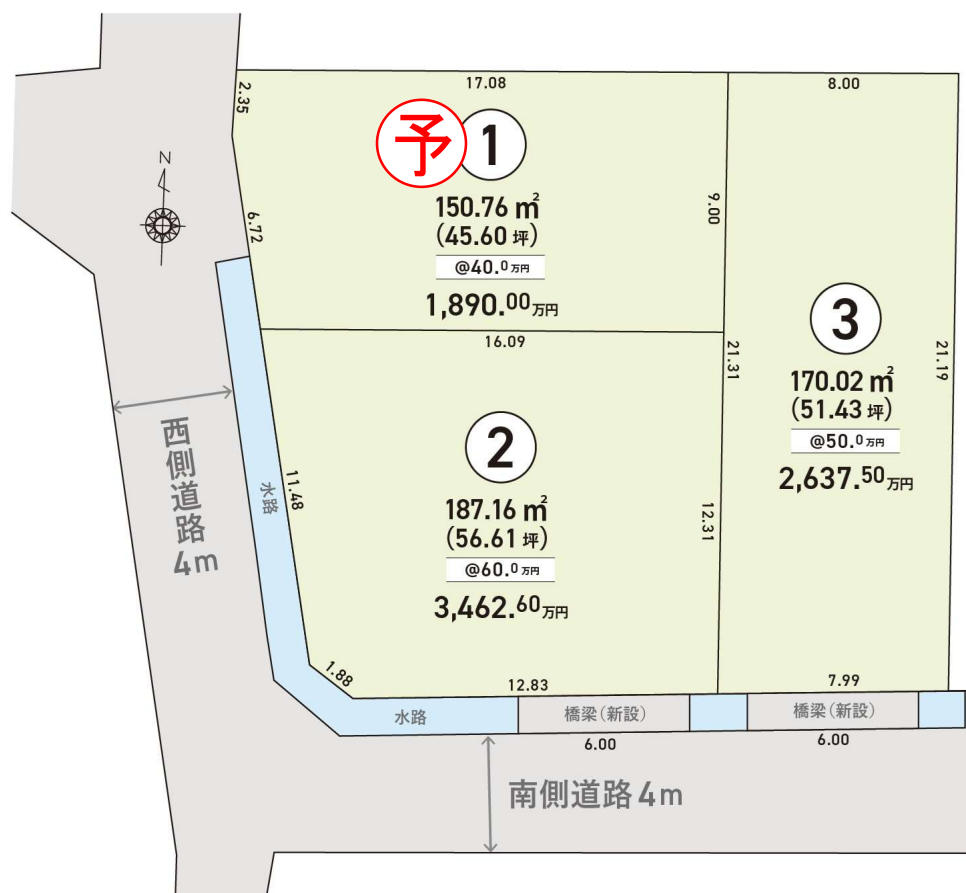 17.08
8.00
2.35
予
1
150.76 ㎡
(45.60 坪)
@40.0万円
1,890.00万円
9.00
N
6.72
16.09
3
21.31
21.19
170.02 ㎡
(51.43 坪)
@50.0万円
2,637.50万円
西側道路
4m
水路
11.48
2
187.16 ㎡
(56.61 坪)
@60.0万円
3,462.60万円
12.31
1.88
12.83
7.99
水路
橋梁(新設)
橋梁(新設)
6.00
6.00
南側道路 4m